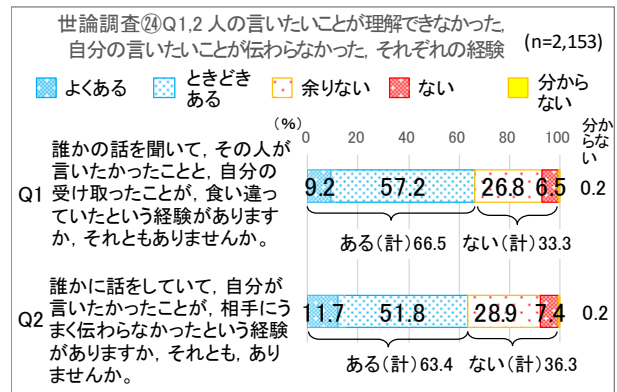 世論調査㉔Q1,2 人の言いたいことが理解できなかった,
自分の言いたいことが伝わらなかった, それぞれの経験
(n=2,153)
よくある
ときどき
ある
余りない
ない
分から
ない
(%)
0 20 40 60 80 100
分か
らな
い
Q1
誰かの話を聞いて, その人が
言いたかったことと, 自分の
受け取ったことが, 食い違っ
ていたという経験があります
か, それともありませんか。
9.2 57.2 26.8 6.5 0.2
ある(計)66.5 ない(計)33.3
Q2
誰かに話をしていて, 自分が
言いたかったことが, 相手にう
まく伝わらなかったという経験
がありますか, それとも, あり
ませんか。
11.7 51.8 28.9 7.4 0.2
ある(計)63.4 ない(計)36.3